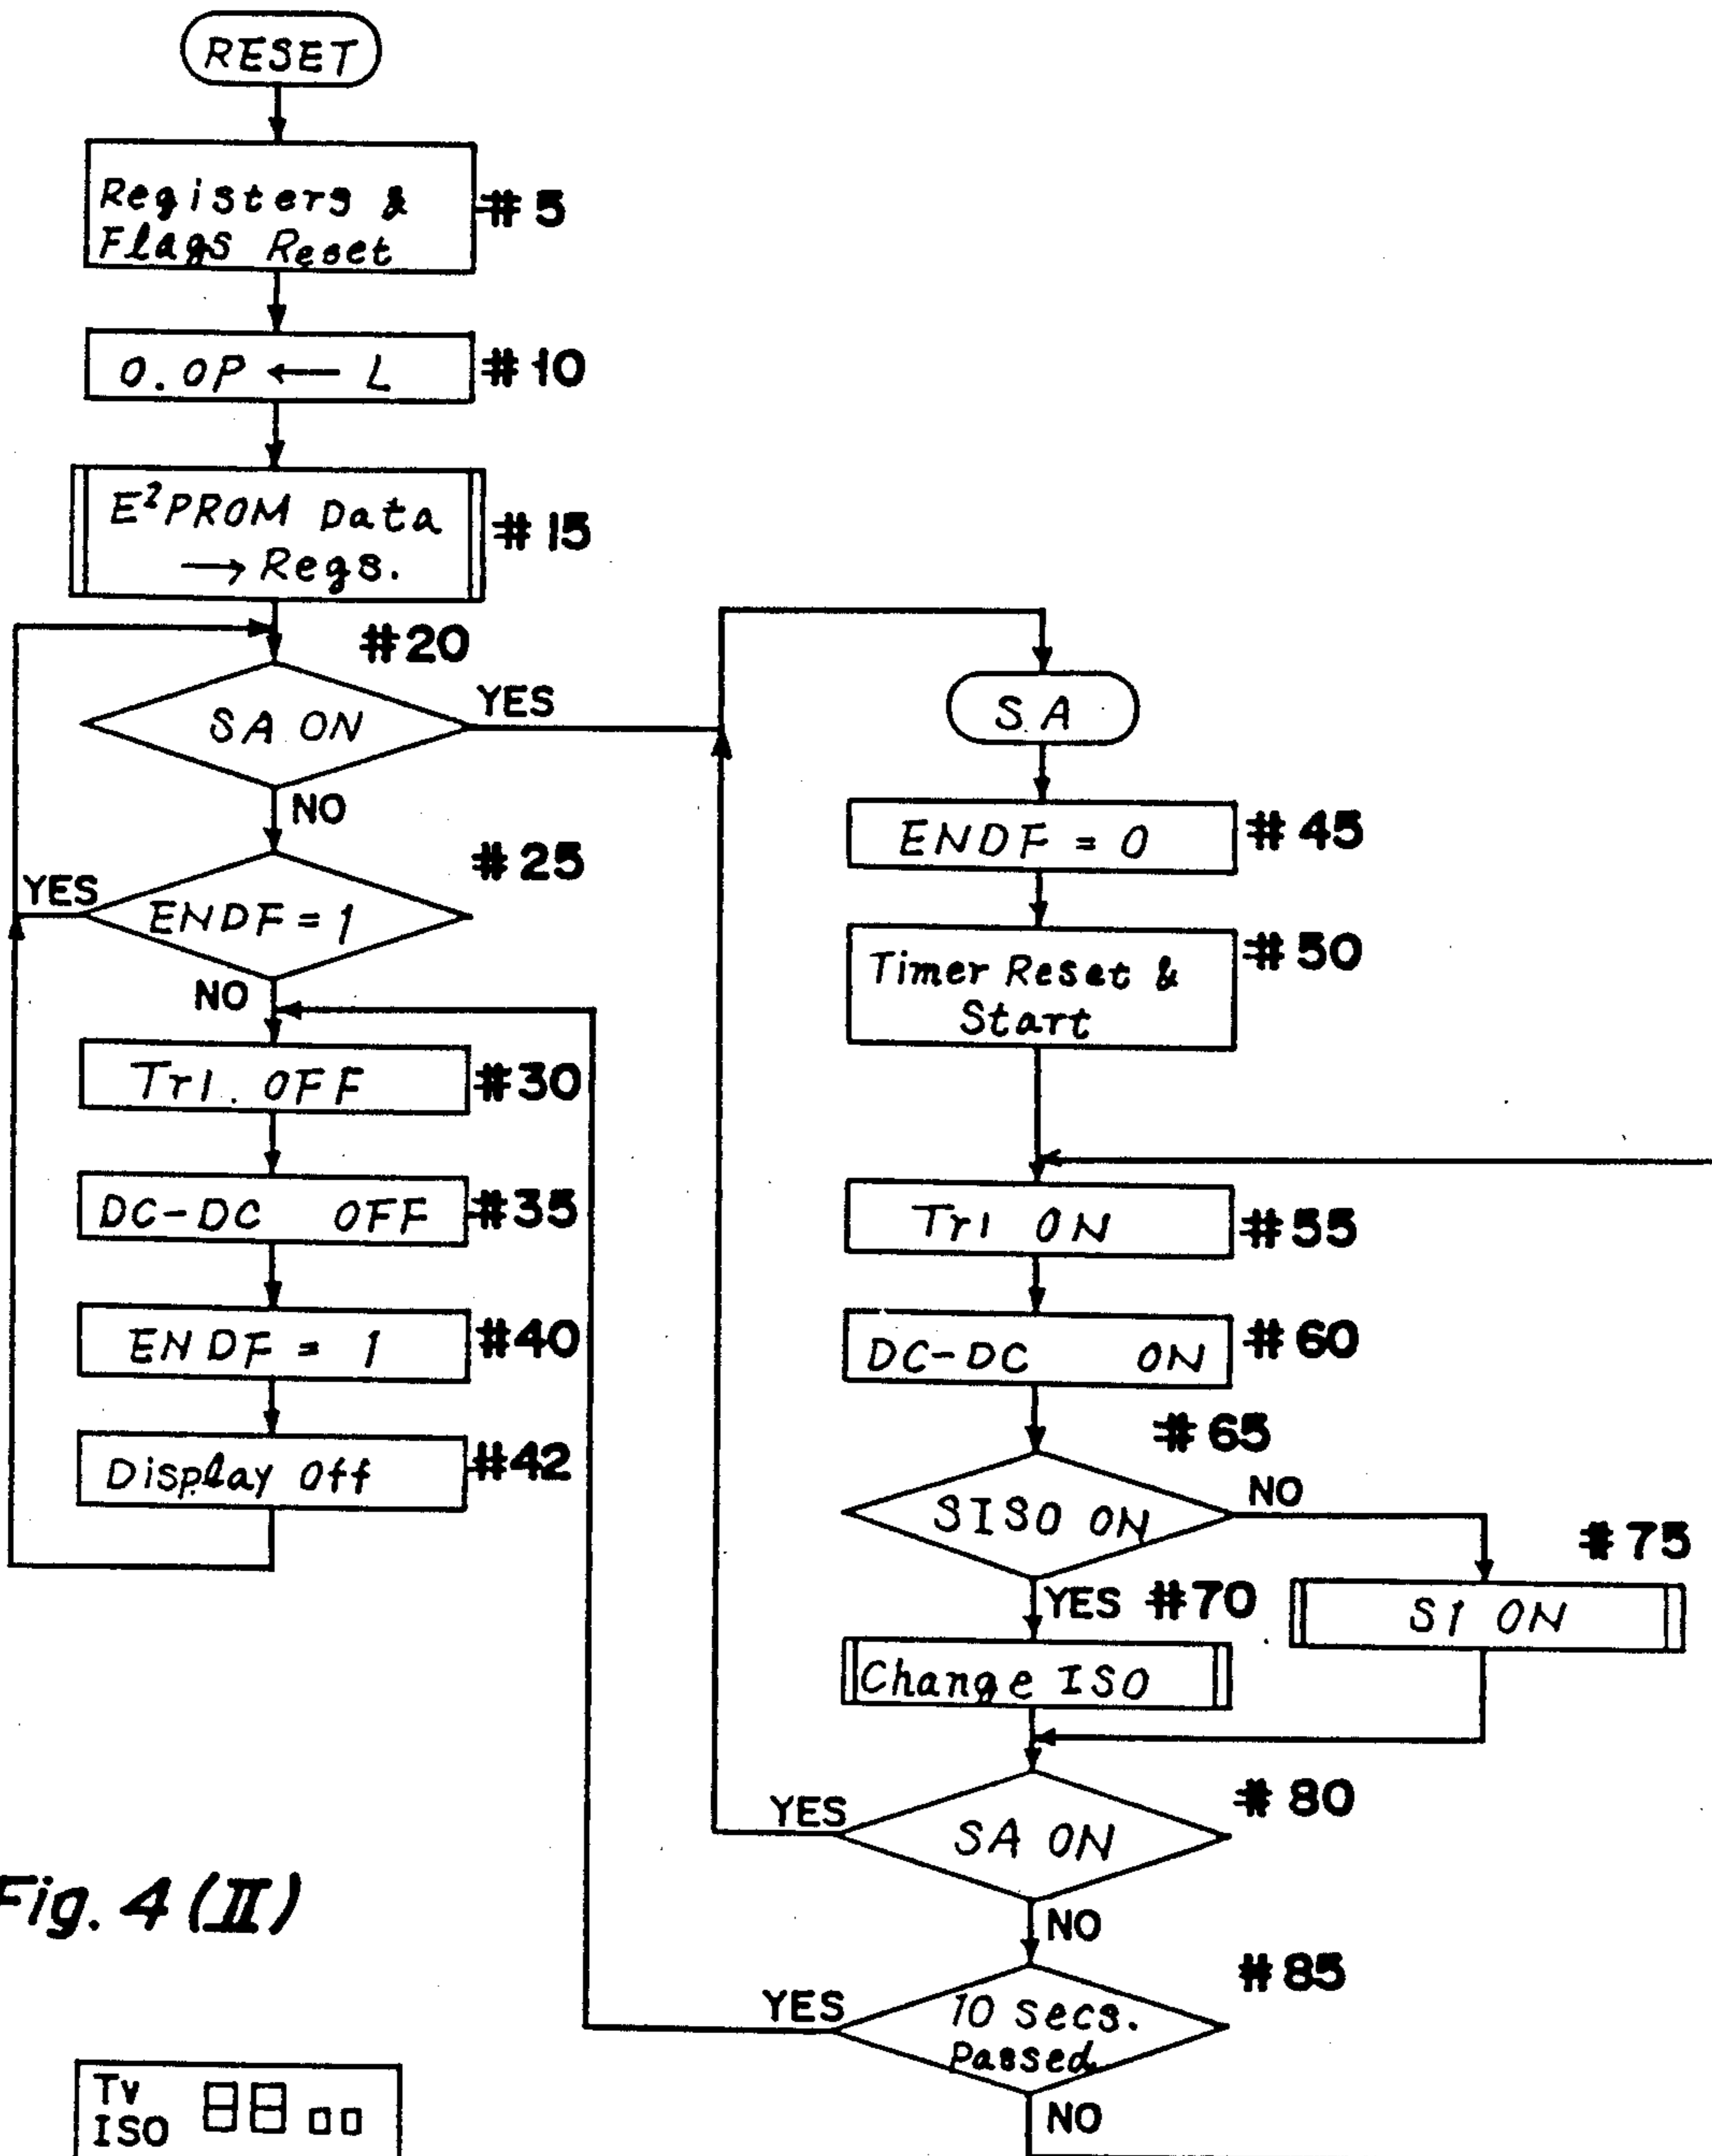 RESET
Registers &
Flags Reset
#5
O.OP ← L
#10
E²PROM Data
→ Regs.
#15
#20
SA ON
YES
NO
#25
YES
ENDF = 1
NO
Tr1. OFF
#30
DC-DC OFF
#35
ENDF = 1
#40
Display Off
#42
SA
ENDF = 0
#45
Timer Reset &
Start
#50
Tr1 ON
#55
DC-DC ON
#60
#65
SISO ON
NO
#75
YES
#70
S1 ON
Change ISO
#80
YES
SA ON
NO
#85
YES
10 secs.
Passed
NO
Fig. 4 (II)
Tv
ISO